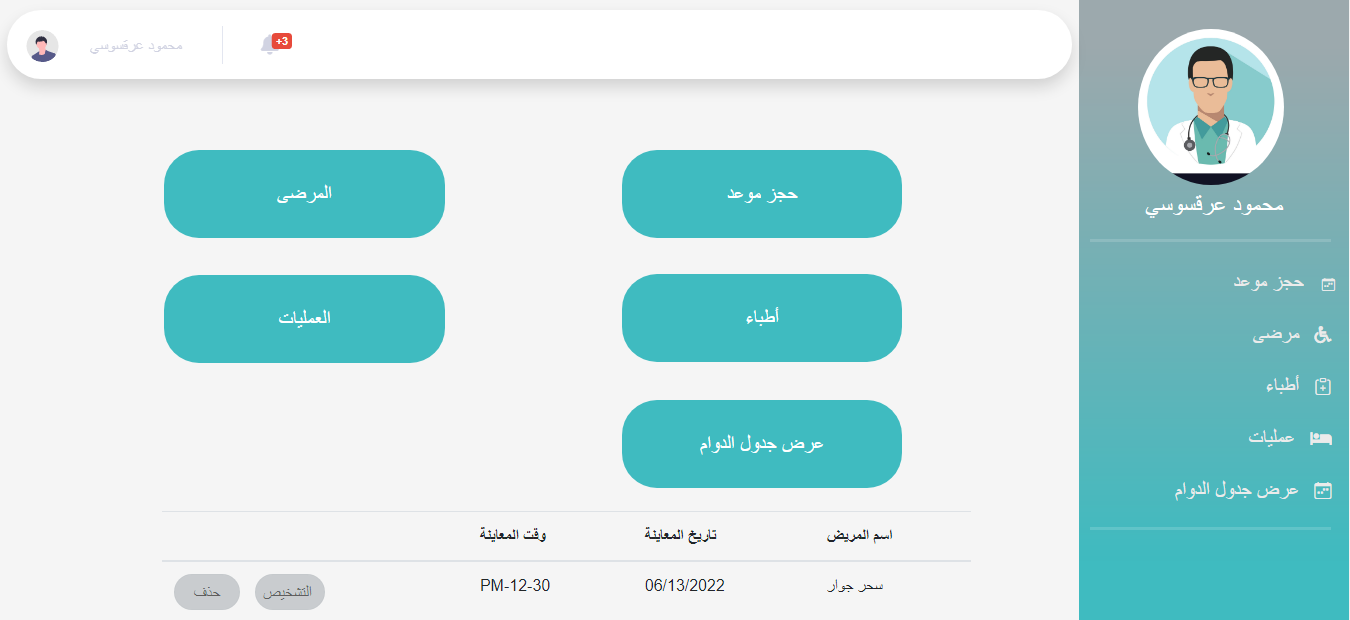 محمود عرقسوسي
+3
محمود عرقسوسي
حجز موعد
مرضى
أطباء
عمليات
عرض جدول الدوام
حجز موعد
المرضى
أطباء
العمليات
عرض جدول الدوام
اسم المريض تاريخ المعاينة وقت المعاينة
سحر جوار 06/13/2022 PM-12-30 التشخيص حذف